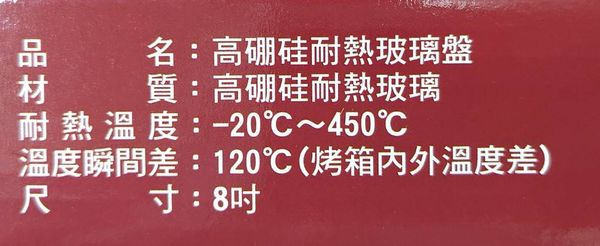 品名：高硼硅耐熱玻璃盤
材質：高硼硅耐熱玻璃
耐熱溫度：-20℃～450℃
溫度瞬間差：120℃(烤箱內外溫度差)
尺寸：8吋